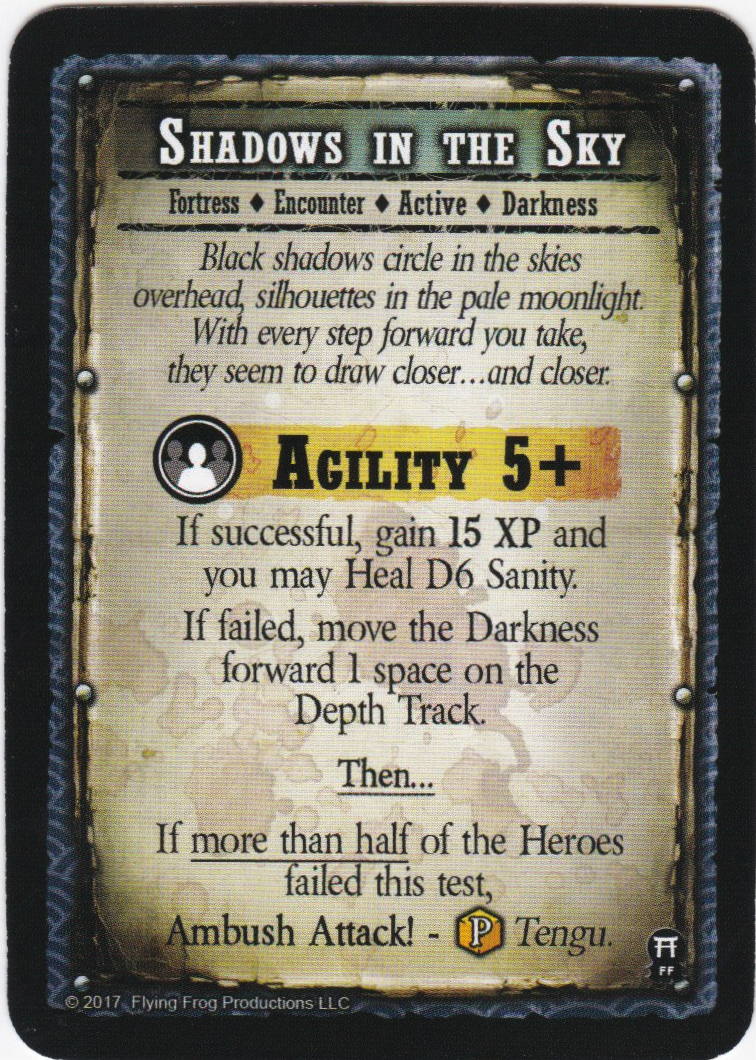 Shadows in the Sky
Fortress ♦ Encounter ♦ Active ♦ Darkness
Black shadows circle in the skies
overhead, silhouettes in the pale moonlight.
With every step forward you take,
they seem to draw closer...and closer.
Agility 5+
If successful, gain 15 XP and
you may Heal D6 Sanity.
If failed, move the Darkness
forward 1 space on the
Depth Track.
Then...
If more than half of the Heroes
failed this test,
Ambush Attack! - P Tengu.
FF
© 2017 Flying Frog Productions LLC